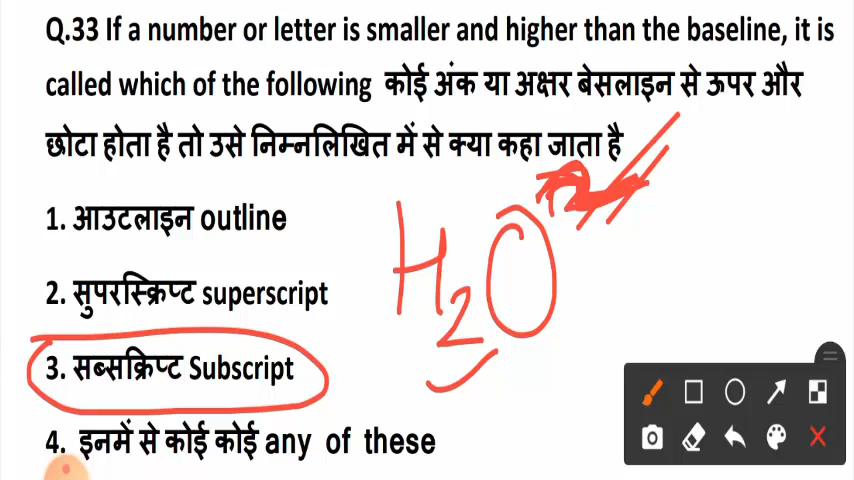 Q.33 If a number or letter is smaller and higher than the baseline, it is
called which of the following कोई अंक या अक्षर बेसलाइन से ऊपर और
छोटा होता है तो उसे निम्नलिखित में से क्या कहा जाता है
1. आउटलाइन outline
2. सुपरस्क्रिप्ट superscript
3. सब्सक्रिप्ट Subscript
4. इनमें से कोई कोई any of these
H2O